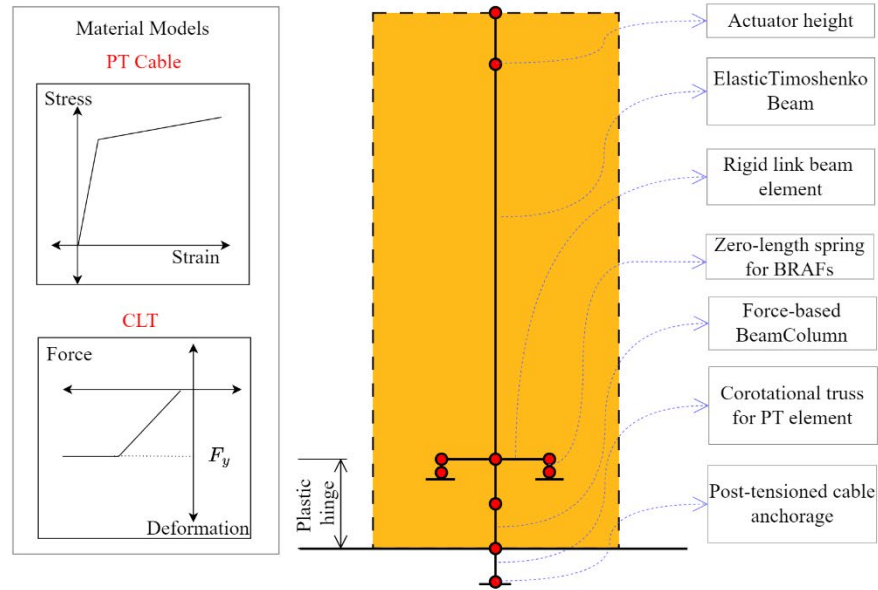 Material Models
PT Cable
Stress
Strain
CLT
Force
F_y
Deformation
Plastic
hinge
Actuator height
ElasticTimoshenko
Beam
Rigid link beam
element
Zero-length spring
for BRAFs
Force-based
BeamColumn
Corotational truss
for PT element
Post-tensioned cable
anchorage